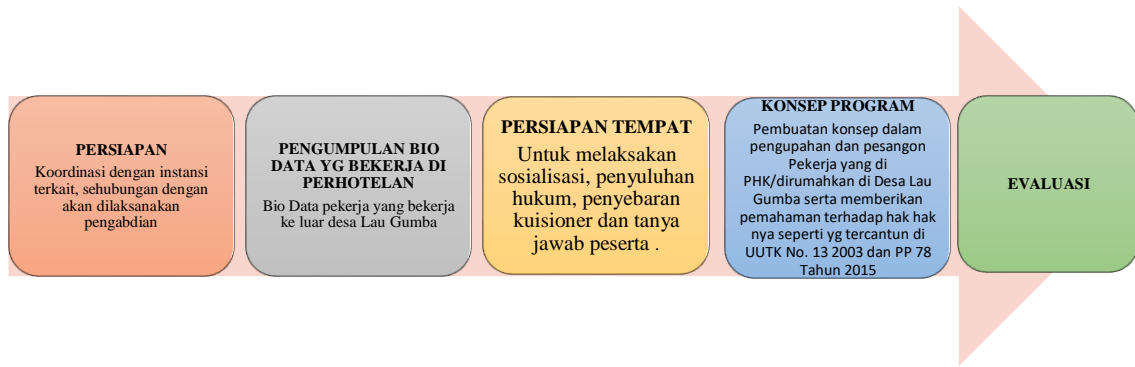 PERSIAPAN
Koordinasi dengan instansi
terkait, sehubungan dengan
akan dilaksanakan
pengabdian
PENGUMPULAN BIO
DATA YG BEKERJA DI
PERHOTELAN
Bio Data pekerja yang bekerja
ke luar desa Lau Gumba
PERSIAPAN TEMPAT
Untuk melaksakan
sosialisasi, penyuluhan
hukum, penyebaran
kuisioner dan tanya
jawab peserta .
KONSEP PROGRAM
Pembuatan konsep dalam
pengupahan dan pesangon
Pekerja yang di
PHK/dirumahkan di Desa Lau
Gumba serta memberikan
pemahaman terhadap hak hak
nya seperti yg tercantun di
UUTK No. 13 2003 dan PP 78
Tahun 2015
EVALUASI